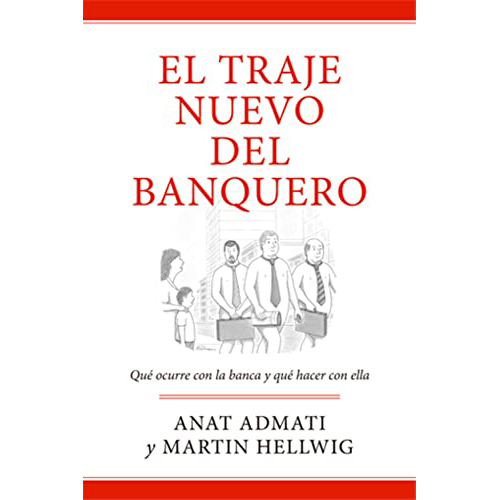 EL TRAJE
NUEVO
DEL
BANQUERO
Qué ocurre con la banca y qué hacer con ella
ANAT ADMATI
y MARTIN HELLWIG